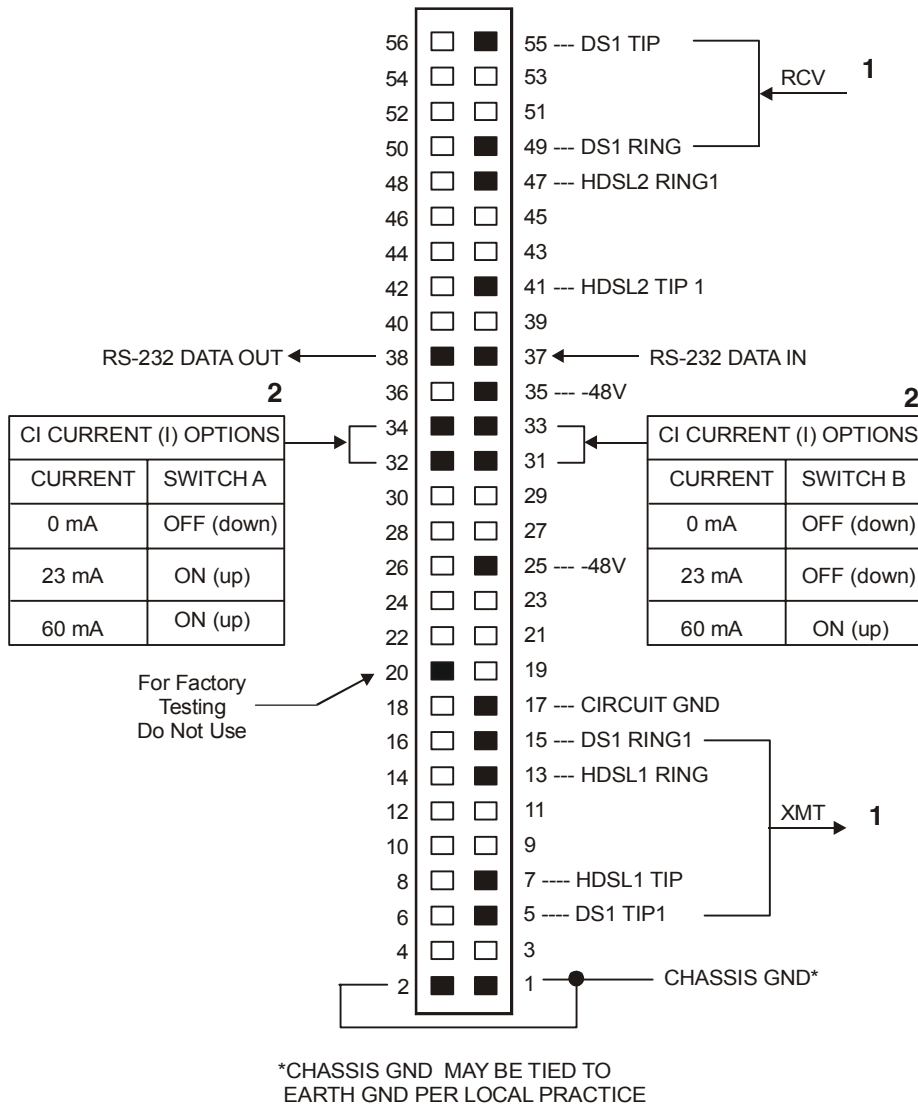 56 55 --- DS1 TIP
54 53 RCV 1
52 51
50 49 --- DS1 RING
48 47 --- HDSL2 RING1
46 45
44 43
42 41 --- HDSL2 TIP 1
40 39
RS-232 DATA OUT 38 37 RS-232 DATA IN
36 35 --- -48V
2
CI CURRENT (I) OPTIONS
CURRENT SWITCH A
0 mA OFF (down)
23 mA ON (up)
60 mA ON (up)
34 33
32 31
2
CI CURRENT (I) OPTIONS
CURRENT SWITCH B
0 mA OFF (down)
23 mA OFF (down)
60 mA ON (up)
30 29
28 27
26 25 --- -48V
24 23
22 21
20 19
For Factory
Testing
Do Not Use
18 17 --- CIRCUIT GND
16 15 --- DS1 RING1
14 13 --- HDSL1 RING
12 11
XMT 1
10 9
8 7 ---- HDSL1 TIP
6 5 ---- DS1 TIP1
4 3
2 1 CHASSIS GND*
*CHASSIS GND MAY BE TIED TO
EARTH GND PER LOCAL PRACTICE